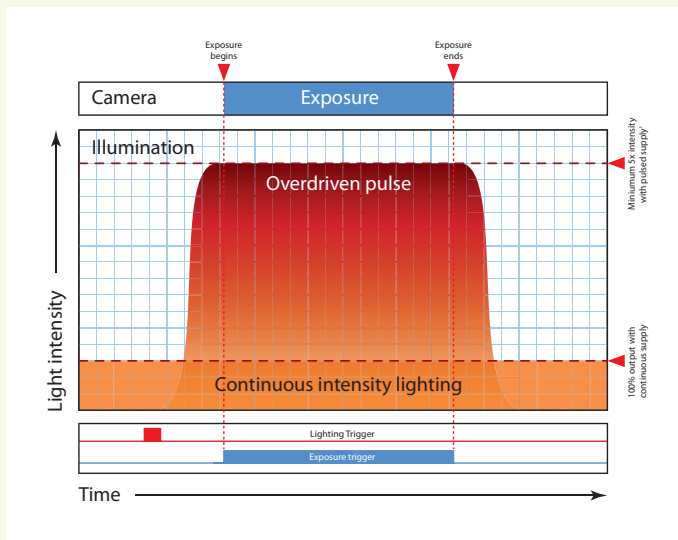 Exposure
begins
Exposure
ends
Camera
Exposure
Illumination
Overdriven pulse
Miniumum 5x intensity
with pulsed supply'
Light intensity
Continuous intensity lighting
100% output with
continuous supply
Lighting Trigger
Exposure trigger
Time